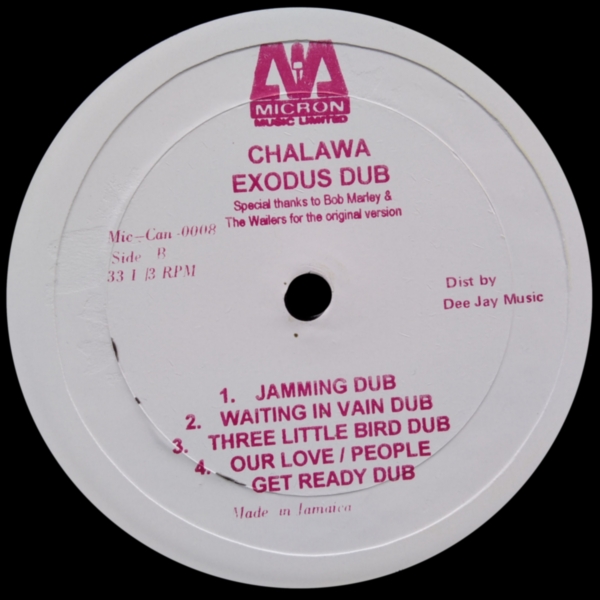 MICRON
MUSIC LIMITED
CHALAWA
EXODUS DUB
Special thanks to Bob Marley &
The Wailers for the original version
Mic-Can-0008
Side B
33 1/3 RPM
Dist by
Dee Jay Music
1. JAMMING DUB
2. WAITING IN VAIN DUB
3. THREE LITTLE BIRD DUB
4. OUR LOVE / PEOPLE
GET READY DUB
Made in Jamaica